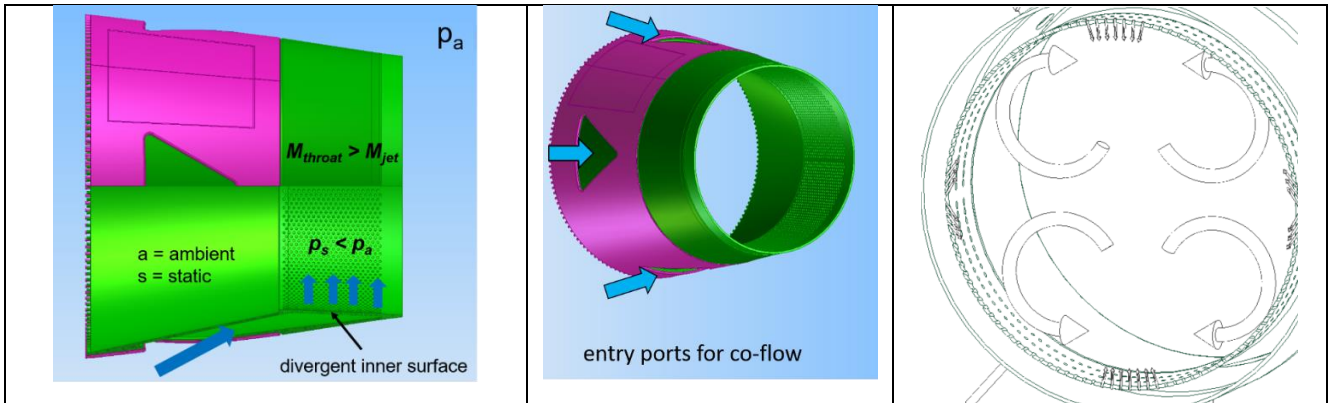 pa
Mthroat > Mjet
a = ambient
s = static
ps < pa
divergent inner surface
entry ports for co-flow